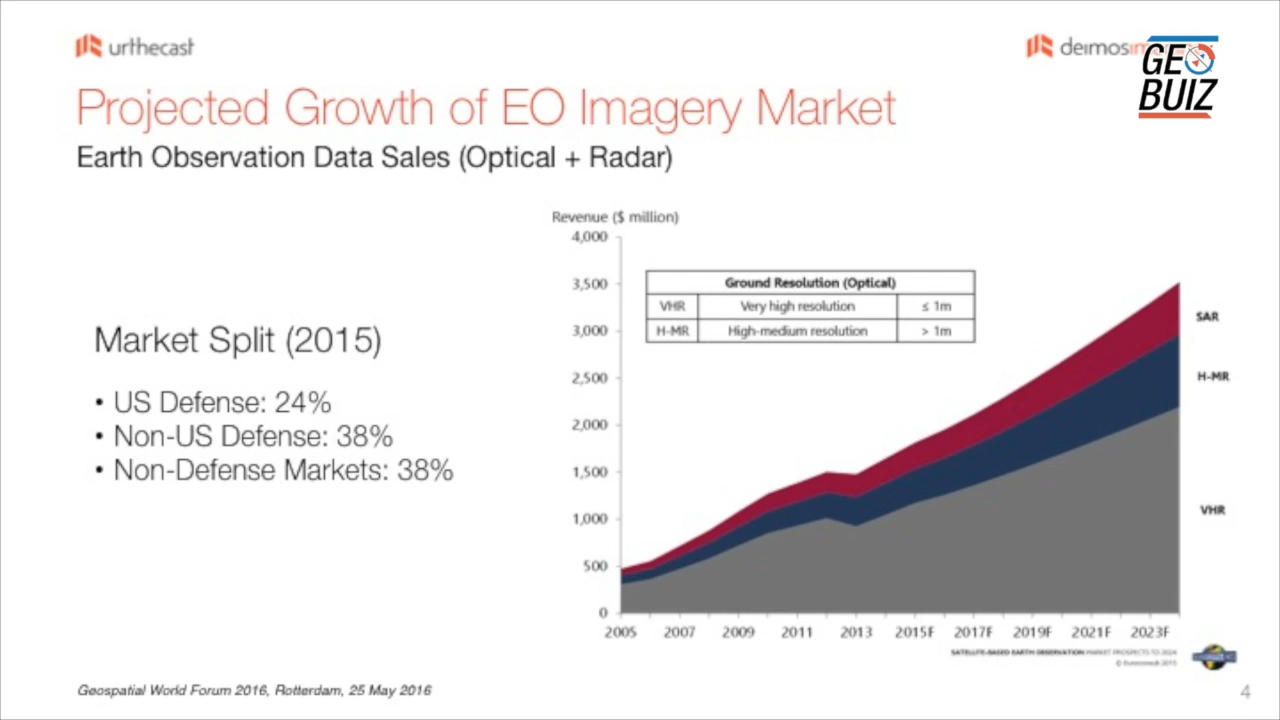 urthecast
deimos
GEO
BUIZ
Projected Growth of EO Imagery Market
Earth Observation Data Sales (Optical + Radar)
Revenue ($ million)
4,000
3,500
3,000
2,500
2,000
1,500
1,000
500
0
Ground Resolution (Optical)
VHR Very high resolution ≤ 1m
H-MR High-medium resolution > 1m
SAR
H-MR
VHR
Market Split (2015)
• US Defense: 24%
• Non-US Defense: 38%
• Non-Defense Markets: 38%
2005 2007 2009 2011 2013 2015F 2017F 2019F 2021F 2023F
SATELLITE-BASED EARTH OBSERVATION MARKET PROSPECTS TO 2024
© Euroconsult 2015
Geospatial World Forum 2016, Rotterdam, 25 May 2016
4